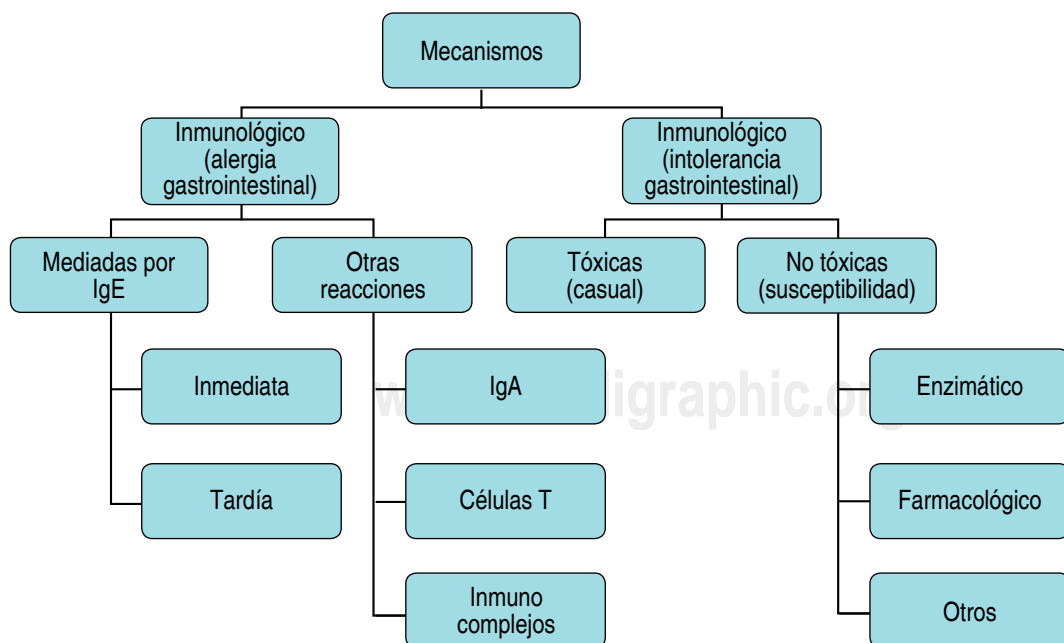 Mecanismos
Inmunológico
(alergia
gastrointestinal)
Inmunológico
(intolerancia
gastrointestinal)
Mediadas por
IgE
Otras
reacciones
Tóxicas
(casual)
No tóxicas
(susceptibilidad)
Inmediata
IgA
Enzimático
Tardía
Células T
Farmacológico
Inmuno
complejos
Otros